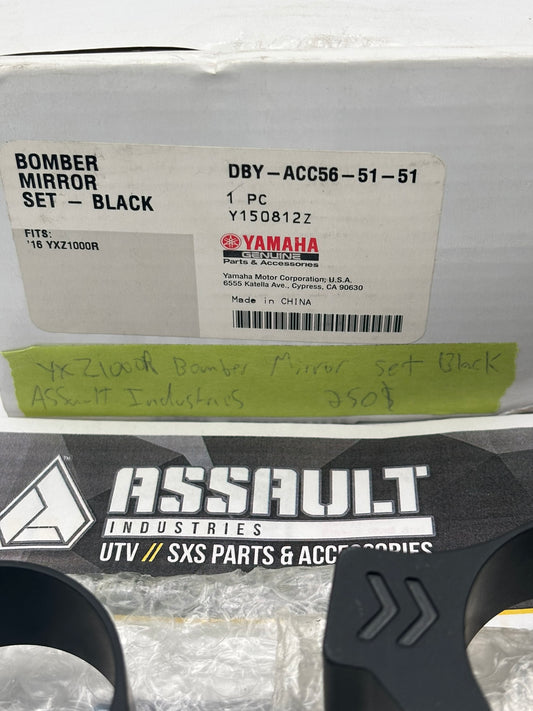 BOMBER
MIRROR
SET - BLACK
FITS:
'16 YXZ1000R
DBY-ACC56-51-51
1 PC
Y150812Z
YAMAHA
GENUINE
Parts & Accessories
Yamaha Motor Corporation, U.S.A.
6555 Katella Ave., Cypress, CA 90630
Made in CHINA
YXZ1000R Bomber Mirror set Black
Assault Industries 250$
ASSAULT
INDUSTRIES
UTV // SXS PARTS & ACCESSORIES